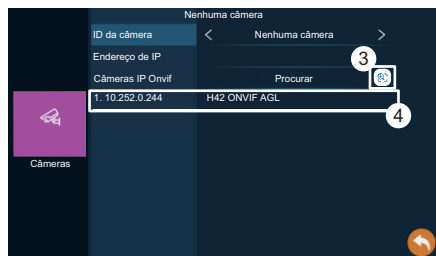 Nenhuma câmera
ID da câmera < Nenhuma câmera >
Endereço de IP
3
Câmeras IP Onvif Procurar
1. 10.252.0.244 H42 ONVIF AGL
4
Câmeras